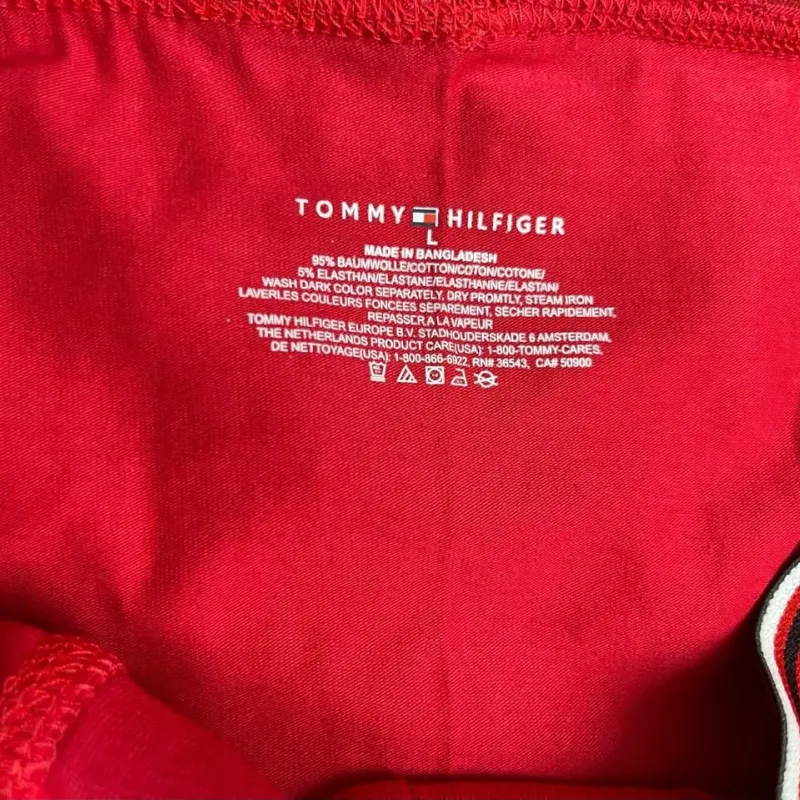 TOMMY HILFIGER
L
MADE IN BANGLADESH
95% BAUMWOLLE/COTTON/COTON/COTONE/
5% ELASTHAN/ELASTANE/ELASTHANNE/ELASTAN/
WASH DARK COLOR SEPARATELY, DRY PROMTLY, STEAM IRON
LAVERLES COULEURS FONCÉES SÉPAREMENT, SECHER RAPIDEMENT,
REPASSER A LA VAPEUR
TOMMY HILFIGER EUROPE B.V. STADHOUDERSKADE 6 AMSTERDAM,
THE NETHERLANDS PRODUCT CARE(USA): 1-800-TOMMY-CARES,
DE NETTOYAGE(USA): 1-800-866-6922, RN# 36543, CA# 50900